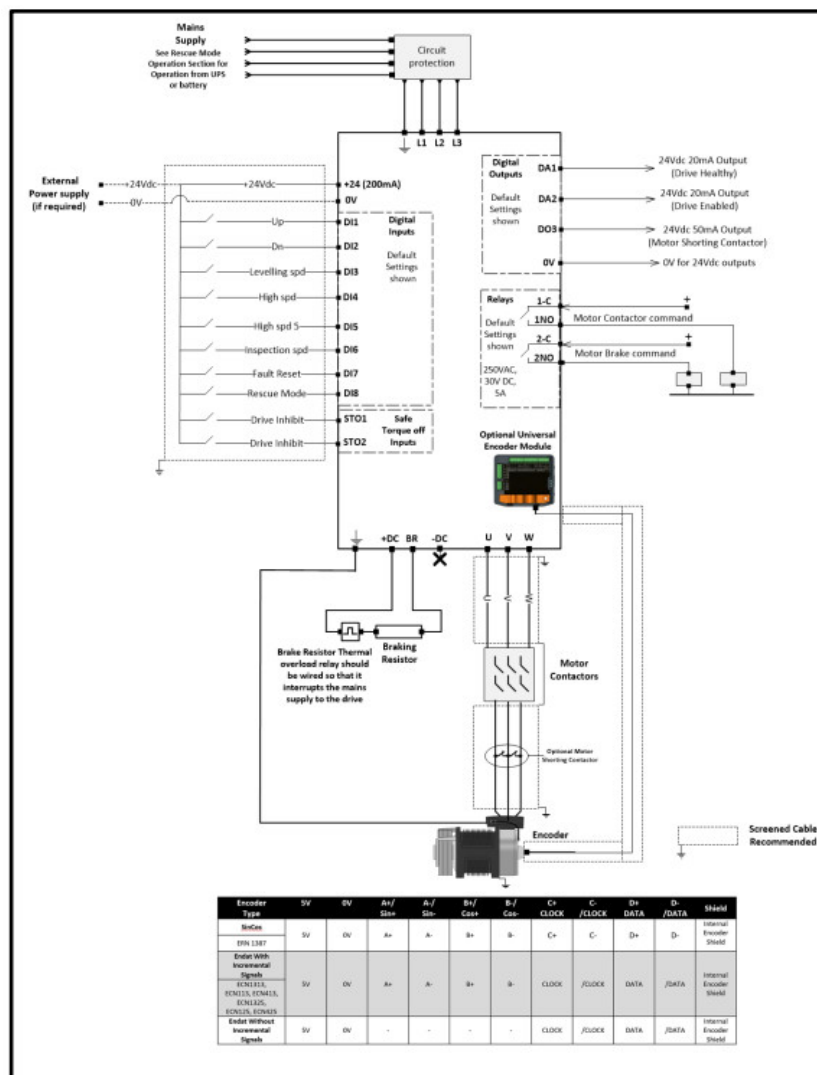 Mains
Supply
See Rescue Mode
Operation Section for
Operation from UPS
or battery
Circuit
protection
L1 L2 L3
External
Power supply
(if required)
+24Vdc
+24Vdc
+24 (200mA)
0V
0V
Up
DI1
Dn
DI2
Levelling spd
DI3
High spd
DI4
High spd 5
DI5
Inspection spd
DI6
Fault Reset
DI7
Rescue Mode
DI8
Digital
Inputs
Default
Settings
shown
Drive Inhibit
STO1
Drive Inhibit
STO2
Safe
Torque off
Inputs
Digital
Outputs
Default
Settings
shown
DA1
24Vdc 20mA Output
(Drive Healthy)
DA2
24Vdc 20mA Output
(Drive Enabled)
DO3
24Vdc 50mA Output
(Motor Shorting Contactor)
0V
0V for 24Vdc outputs
Relays
Default
Settings
shown
250VAC,
30V DC,
5A
1-C
+
1NO
Motor Contactor command
2-C
+
2NO
Motor Brake command
Optional Universal
Encoder Module
+DC BR -DC U V W
U V W
Brake Resistor Thermal
overload relay should
be wired so that it
interrupts the mains
supply to the drive
Braking
Resistor
Motor
Contactors
Optional Motor
Shorting Contactor
Encoder
Screened Cable
Recommended
Encoder Type 5V 0V A+/ Sin+ A-/ Sin- B+/ Cos+ B-/ Cos- C+ CLOCK C- /CLOCK D+ DATA D- /DATA Shield
SinCos
ERN 1387
5V 0V A+ A- B+ B- C+ C- D+ D- Internal Encoder Shield
Endat With
Incremental
Signals
ECN1313,
ECN113, ECN413,
ECN1325,
ECN125, ECN425
5V 0V A+ A- B+ B- CLOCK /CLOCK DATA /DATA Internal Encoder Shield
Endat Without
Incremental
Signals
5V 0V - - - - CLOCK /CLOCK DATA /DATA Internal Encoder Shield